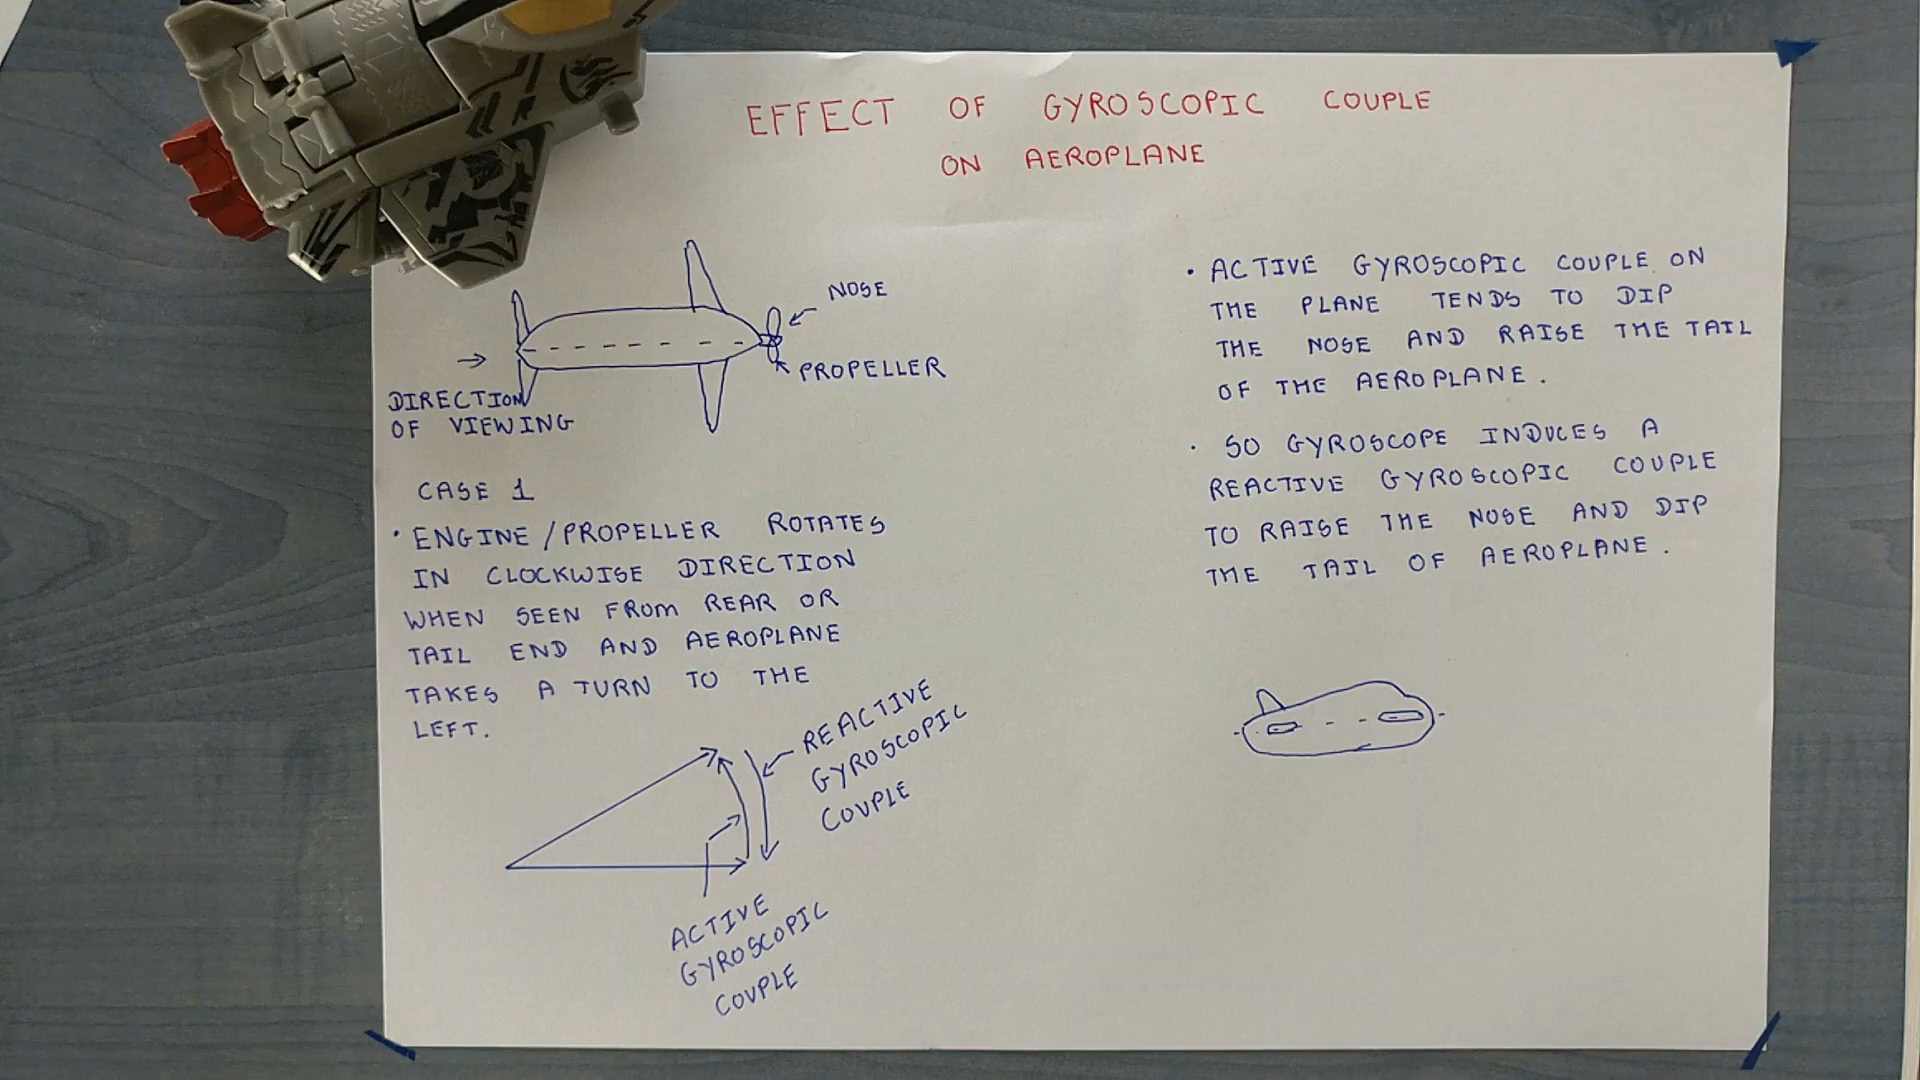 EFFECT OF GYROSCOPIC COUPLE
ON AEROPLANE
NOSE
PROPELLER
DIRECTION
OF VIEWING
CASE 1
• ENGINE/PROPELLER ROTATES
IN CLOCKWISE DIRECTION
WHEN SEEN FROM REAR OR
TAIL END AND AEROPLANE
TAKES A TURN TO THE
LEFT.
REACTIVE
GYROSCOPIC
COUPLE
ACTIVE
GYROSCOPIC
COUPLE
• ACTIVE GYROSCOPIC COUPLE ON
THE PLANE TENDS TO DIP
THE NOSE AND RAISE THE TAIL
OF THE AEROPLANE.
• SO GYROSCOPE INDUCES A
REACTIVE GYROSCOPIC COUPLE
TO RAISE THE NOSE AND DIP
THE TAIL OF AEROPLANE.